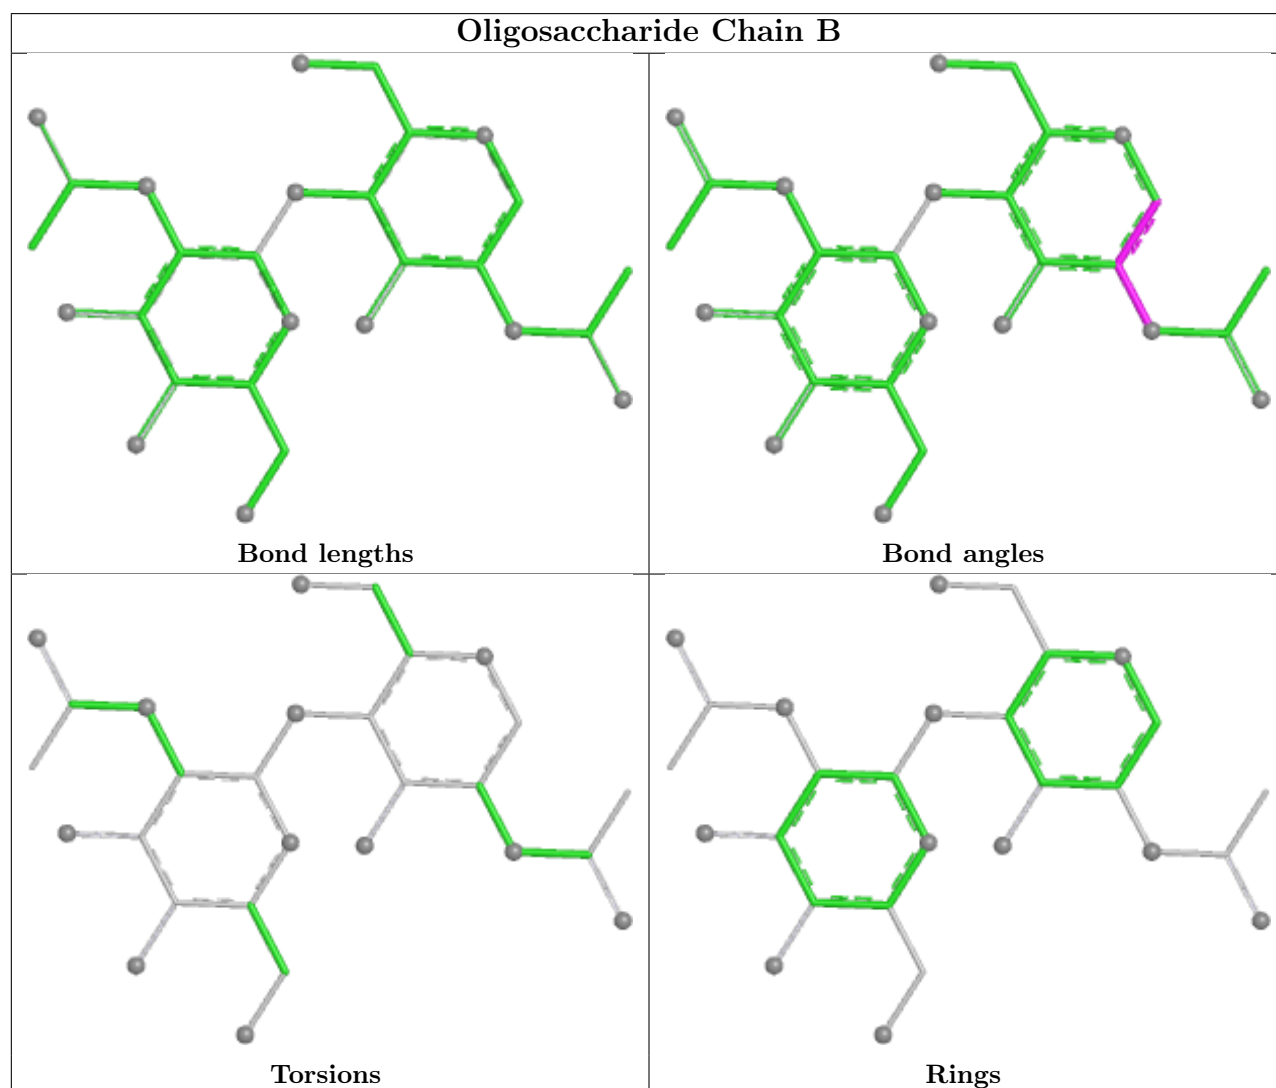 Oligosaccharide Chain B
Bond lengths
Bond angles
Torsions
Rings